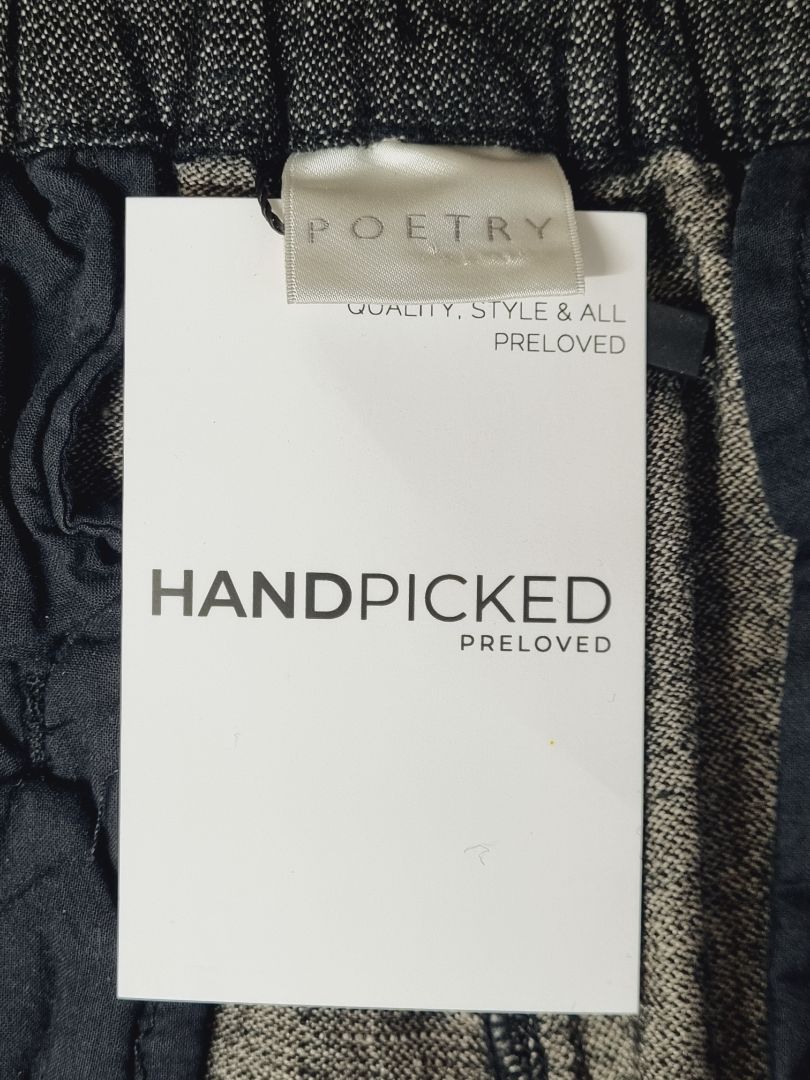 POETRY
QUALITY, STYLE & ALL
PRELOVED
HANDPICKED
PRELOVED